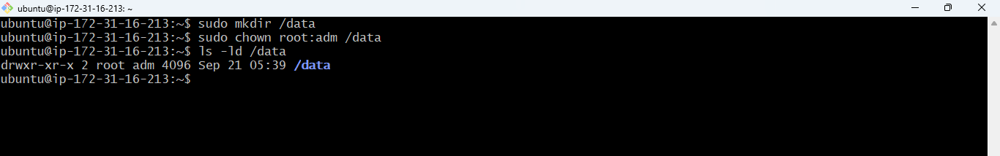 ubuntu@ip-172-31-16-213: ~
ubuntu@ip-172-31-16-213:~$ sudo mkdir /data
ubuntu@ip-172-31-16-213:~$ sudo chown root:adm /data
ubuntu@ip-172-31-16-213:~$ ls -ld /data
drwxr-xr-x 2 root adm 4096 Sep 21 05:39 /data
ubuntu@ip-172-31-16-213:~$